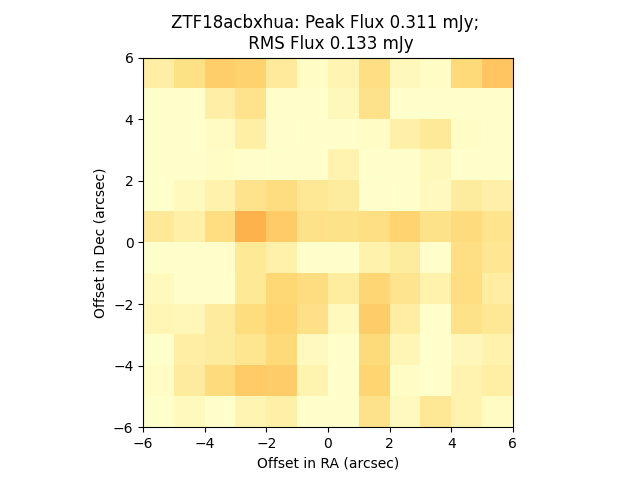 ZTF18acbxhua: Peak Flux 0.311 mJy;
RMS Flux 0.133 mJy
6
4
2
0
−2
−4
−6
Offset in Dec (arcsec)
−6 −4 −2 0 2 4 6
Offset in RA (arcsec)